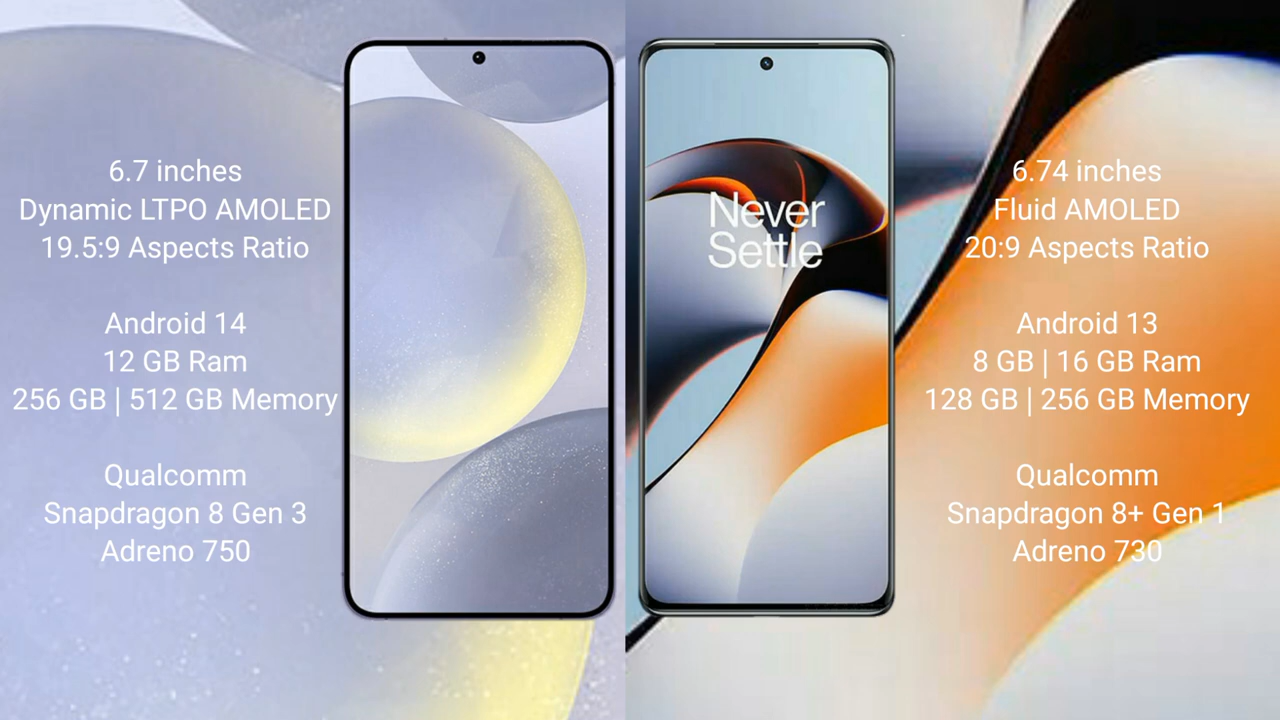 6.7 inches
Dynamic LTPO AMOLED
19.5:9 Aspects Ratio
Android 14
12 GB Ram
256 GB | 512 GB Memory
Qualcomm
Snapdragon 8 Gen 3
Adreno 750
Never
Settle
6.74 inches
Fluid AMOLED
20:9 Aspects Ratio
Android 13
8 GB | 16 GB Ram
128 GB | 256 GB Memory
Qualcomm
Snapdragon 8+ Gen 1
Adreno 730